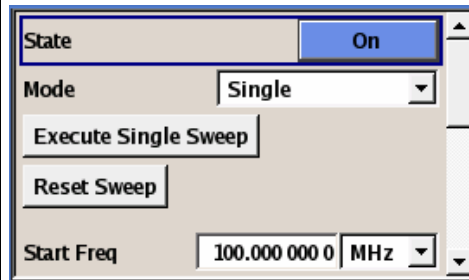 State On
Mode Single
Execute Single Sweep
Reset Sweep
Start Freq 100.000 000 0 MHz